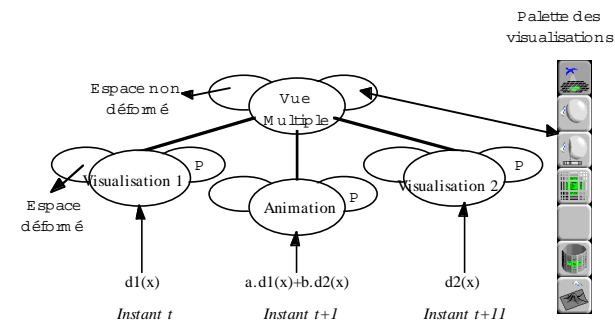 Palette des
visualisations
Espace non
déformé
Vue
Multiple
Visualisation 1
P
Animation
P
Visualisation 2
P
Espace
déformé
d1(x)
a.d1(x)+b.d2(x)
d2(x)
Instant t
Instant t+1
Instant t+11